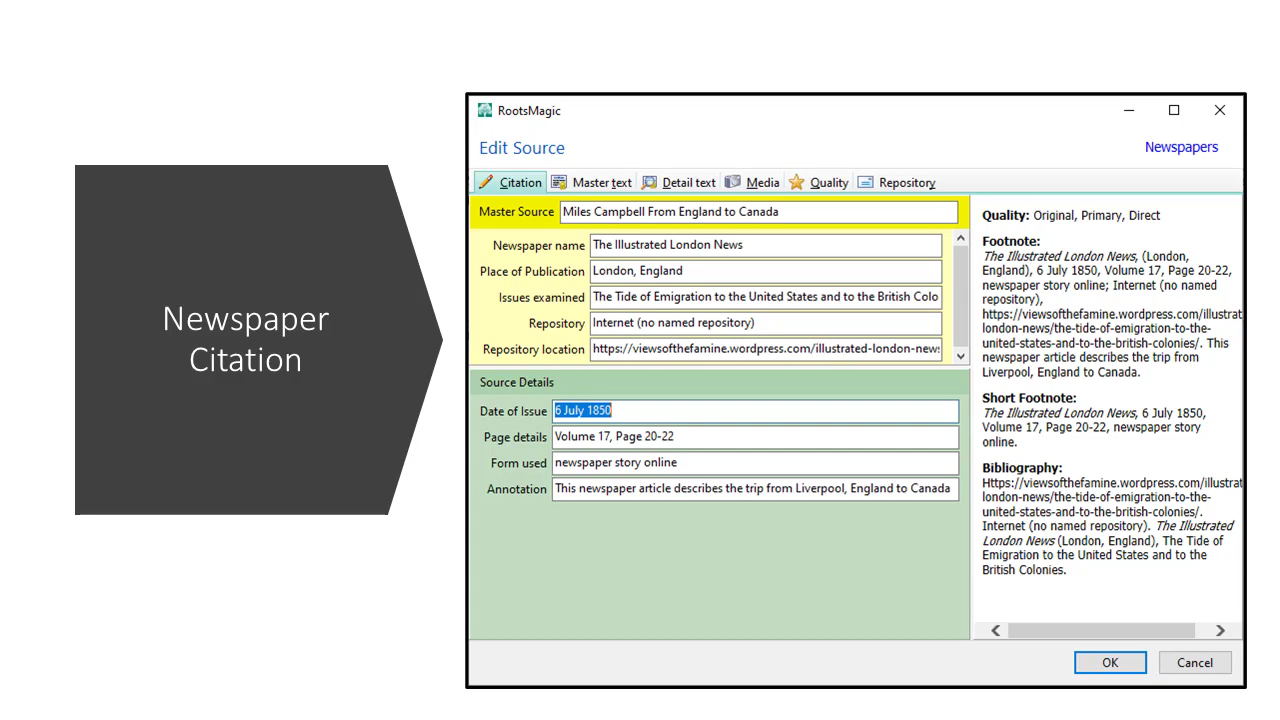 Newspaper
Citation
RootsMagic
Edit Source
Newspapers
Citation
Master text
Detail text
Media
Quality
Repository
Master Source
Miles Campbell From England to Canada
Newspaper name
The Illustrated London News
Place of Publication
London, England
Issues examined
The Tide of Emigration to the United States and to the British Colo
Repository
Internet (no named repository)
Repository location
https://viewsofthefamine.wordpress.com/illustrated-london-news
Source Details
Date of Issue
6 July 1850
Page details
Volume 17, Page 20-22
Form used
newspaper story online
Annotation
This newspaper article describes the trip from Liverpool, England to Canada
Quality: Original, Primary, Direct
Footnote:
The Illustrated London News, (London,
England), 6 July 1850, Volume 17, Page 20-22,
newspaper story online; Internet (no named
repository),
https://viewsofthefamine.wordpress.com/illustrat
london-news/the-tide-of-emigration-to-the-
united-states-and-to-the-british-colonies/. This
newspaper article describes the trip from
Liverpool, England to Canada.
Short Footnote:
The Illustrated London News, 6 July 1850,
Volume 17, Page 20-22, newspaper story
online.
Bibliography:
Https://viewsofthefamine.wordpress.com/illustrat
london-news/the-tide-of-emigration-to-the-
united-states-and-to-the-british-colonies/.
Internet (no named repository). The Illustrated
London News (London, England), The Tide of
Emigration to the United States and to the
British Colonies.
OK
Cancel